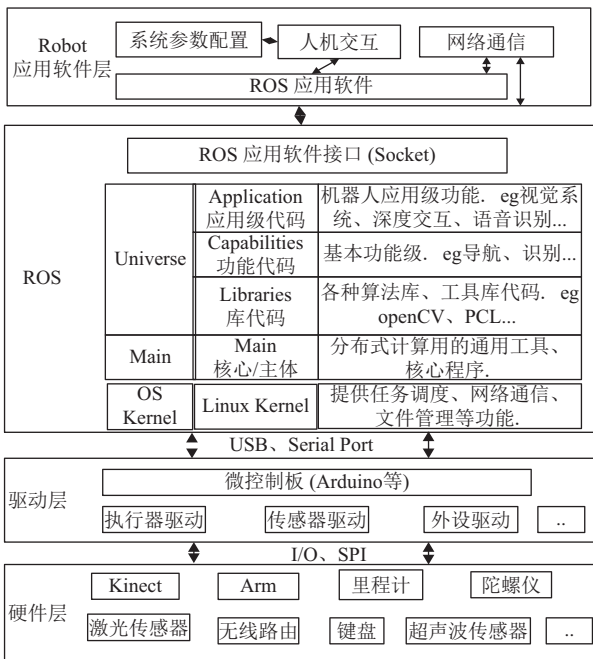 Robot
应用软件层
系统参数配置
人机交互
网络通信
ROS 应用软件
ROS
ROS 应用软件接口 (Socket)
Universe
Application
应用级代码
机器人应用级功能．eg视觉系
统、深度交互、语音识别...
Capabilities
功能代码
基本功能级．eg导航、识别...
Libraries
库代码
各种算法库、工具库代码．eg
openCV、PCL...
Main
Main
核心/主体
分布式计算用的通用工具、
核心程序．
OS
Kernel
Linux Kernel
提供任务调度、网络通信、
文件管理等功能．
USB、Serial Port
驱动层
微控制板 (Arduino等)
执行器驱动
传感器驱动
外设驱动
..
I/O、SPI
硬件层
Kinect
Arm
里程计
陀螺仪
激光传感器
无线路由
键盘
超声波传感器
..